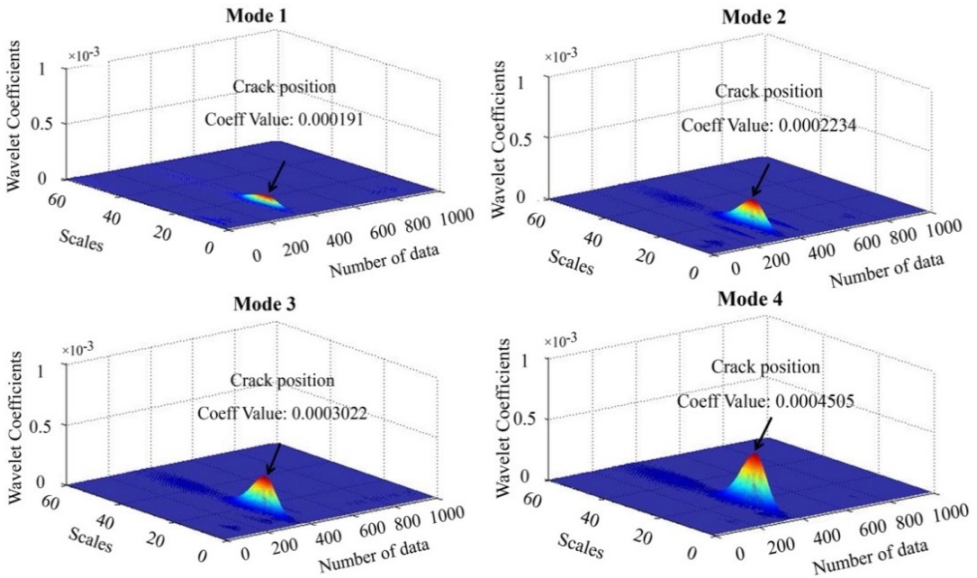 Mode 1
×10⁻³
1
0.5
0
Wavelet Coefficients
Crack position
Coeff Value: 0.000191
60
40
20
0
Scales
0
200
400
600
800
1000
Number of data
Mode 2
×10⁻³
1
0.5
0
Wavelet Coefficients
Crack position
Coeff Value: 0.0002234
60
40
20
0
Scales
0
200
400
600
800
1000
Number of data
Mode 3
×10⁻³
1
0.5
0
Wavelet Coefficients
Crack position
Coeff Value: 0.0003022
60
40
20
0
Scales
0
200
400
600
800
1000
Number of data
Mode 4
×10⁻³
1
0.5
0
Wavelet Coefficients
Crack position
Coeff Value: 0.0004505
60
40
20
0
Scales
0
200
400
600
800
1000
Number of data